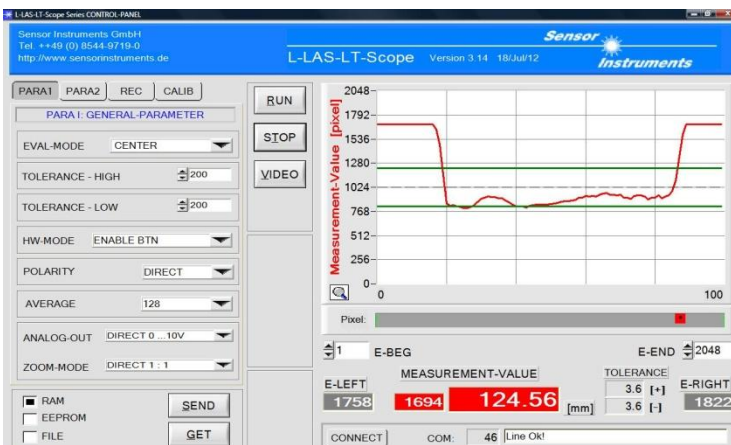 L-LAS-LT-Scope Series CONTROL-PANEL
Sensor Instruments GmbH
Tel. ++49 (0) 8544-9719-0
http://www.sensorinstruments.de
L-LAS-LT-Scope Version 3.14 18/Jul/12
Sensor
Instruments
PARA1 PARA2 REC CALIB
PARA I: GENERAL-PARAMETER
EVAL-MODE CENTER
TOLERANCE - HIGH 200
TOLERANCE - LOW 200
HW-MODE ENABLE BTN
POLARITY DIRECT
AVERAGE 128
ANALOG-OUT DIRECT 0 ...10V
ZOOM-MODE DIRECT 1 : 1
RAM
EEPROM
FILE
SEND
GET
RUN
STOP
VIDEO
Measurement-Value [pixel]
2048
1792
1536
1280
1024
768
512
256
0
0 100
Pixel:
1 E-BEG E-END 2048
MEASUREMENT-VALUE TOLERANCE
E-LEFT 3.6 [+] E-RIGHT
1758 1694 124.56 [mm] 3.6 [-] 1822
CONNECT COM: 46 Line Ok!